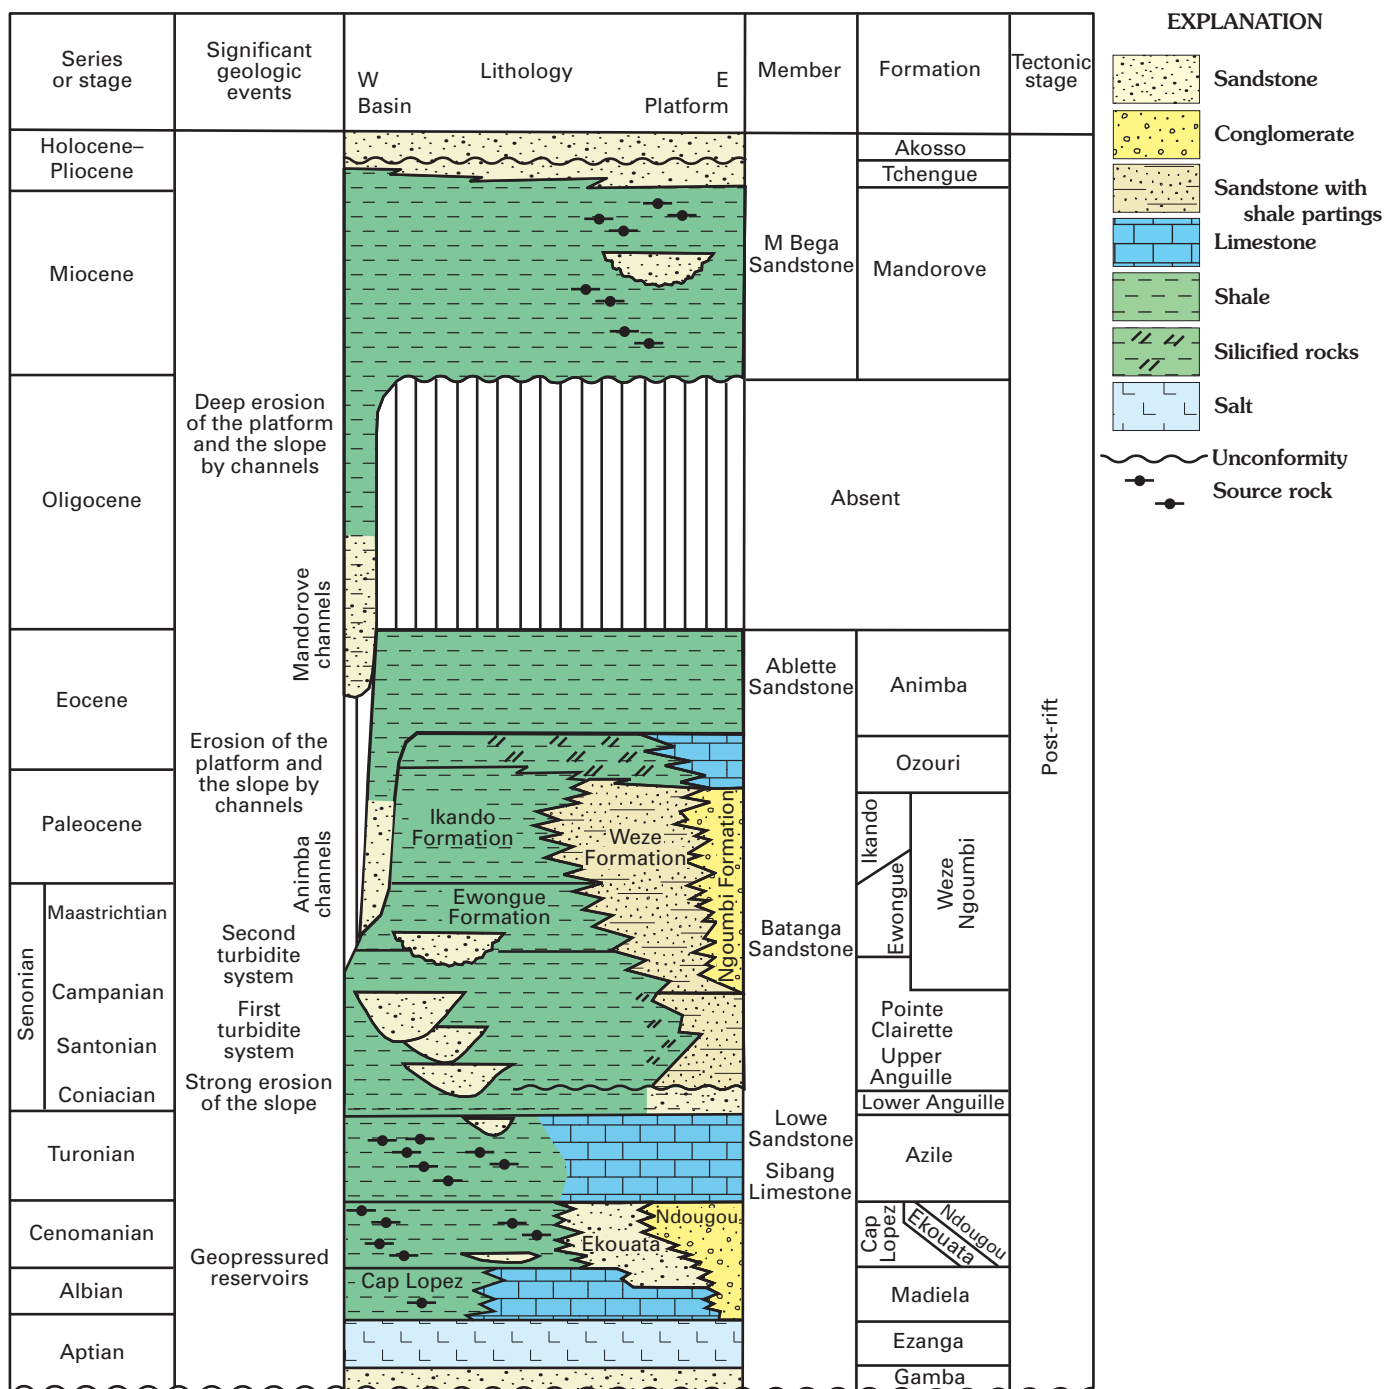 Series
or stage
Significant
geologic
events
W
Basin
Lithology
E
Platform
Member
Formation
Tectonic
stage
EXPLANATION
Sandstone
Conglomerate
Sandstone with
shale partings
Limestone
Shale
Silicified rocks
Salt
Unconformity
Source rock
Holocene–
Pliocene
Miocene
Oligocene
Eocene
Paleocene
Senonian
Maastrichtian
Campanian
Santonian
Coniacian
Turonian
Cenomanian
Albian
Aptian
Deep erosion
of the platform
and the slope
by channels
Mandorove
channels
Erosion of the
platform and
the slope by
channels
Animba
channels
Second
turbidite
system
First
turbidite
system
Strong erosion
of the slope
Geopressured
reservoirs
Ikando
Formation
Weze
Formation
Ngoumbi Formation
Ewongue
Formation
Ndougou
Ekouata
Cap Lopez
M Bega
Sandstone
Absent
Ablette
Sandstone
Batanga
Sandstone
Lowe
Sandstone
Sibang
Limestone
Akosso
Tchengue
Mandorove
Animba
Ozouri
Ikando
Ewongue
Weze
Ngoumbi
Pointe
Clairette
Upper
Anguille
Lower Anguille
Azile
Cap
Lopez
Ekouata
Ndougou
Madiela
Ezanga
Gamba
Post-rift